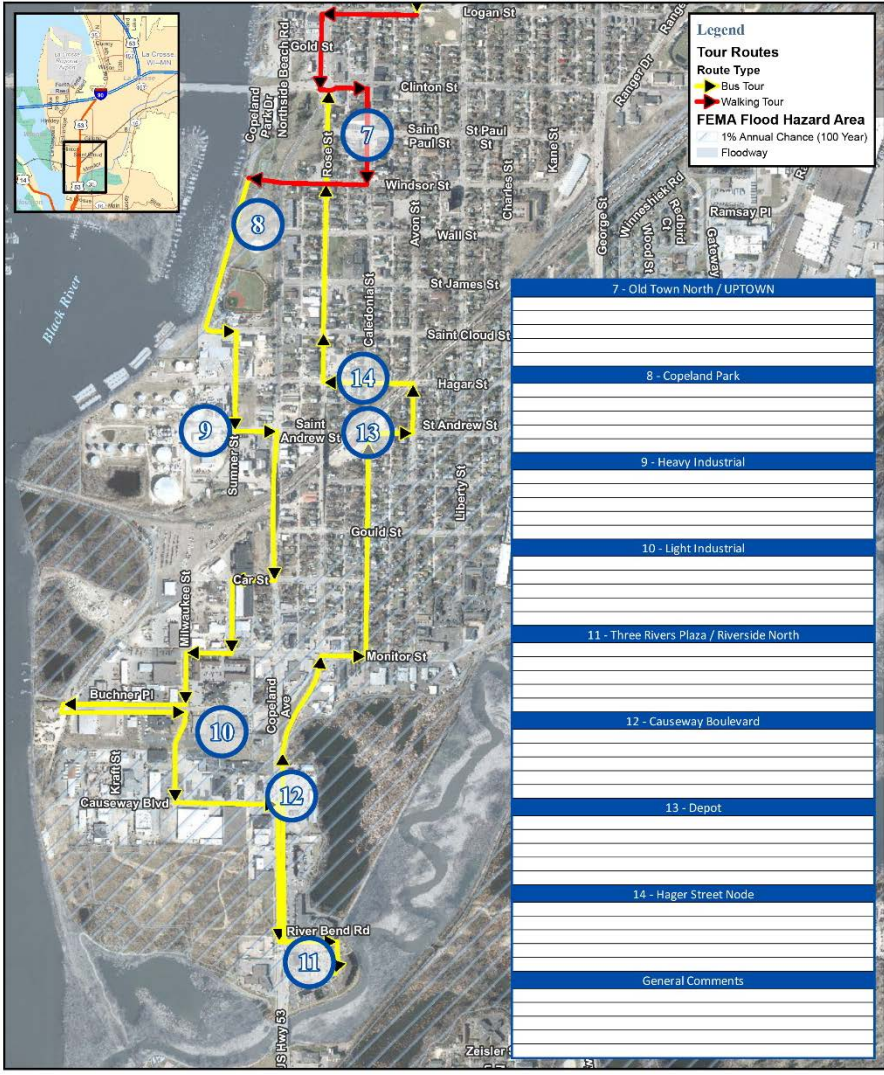 Logan St
Gold St
Northside Beach Rd
Copeland
Park Dr
Clinton St
Rose St
Saint
Paul St
St Paul
St
Kane St
Ranger Dr
7
Windsor St
Charles St
Avon St
8
Wall St
George St
Winneshiek Rd
Wood St
Redbird
Ct
Gateway
Ramsay Pl
Black River
St James St
Caledonia St
Saint Cloud St
14
Hagar St
9
Saint
Andrew St
13
St Andrew St
Sumner St
Liberty St
Gould St
Car St
Milwaukee St
Monitor St
Buchner Pl
Copeland
Ave
10
Kraft St
Causeway Blvd
12
River Bend Rd
11
US Hwy 53
Zeisler S
La Crosse
WI-MN
90
53
14
Legend
Tour Routes
Route Type
Bus Tour
Walking Tour
FEMA Flood Hazard Area
1% Annual Chance (100 Year)
Floodway
7 - Old Town North / UPTOWN
8 - Copeland Park
9 - Heavy Industrial
10 - Light Industrial
11 - Three Rivers Plaza / Riverside North
12 - Causeway Boulevard
13 - Depot
14 - Hager Street Node
General Comments